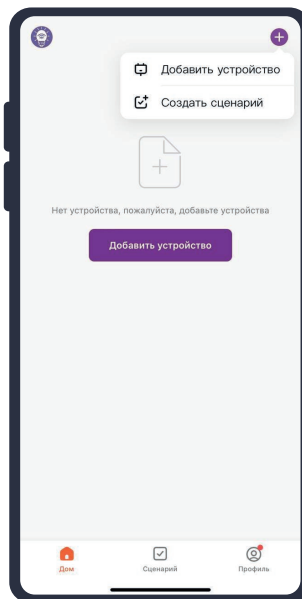 Добавить устройство
Создать сценарий
Нет устройства, пожалуйста, добавьте устройства
Добавить устройство
Дом
Сценарий
Профиль